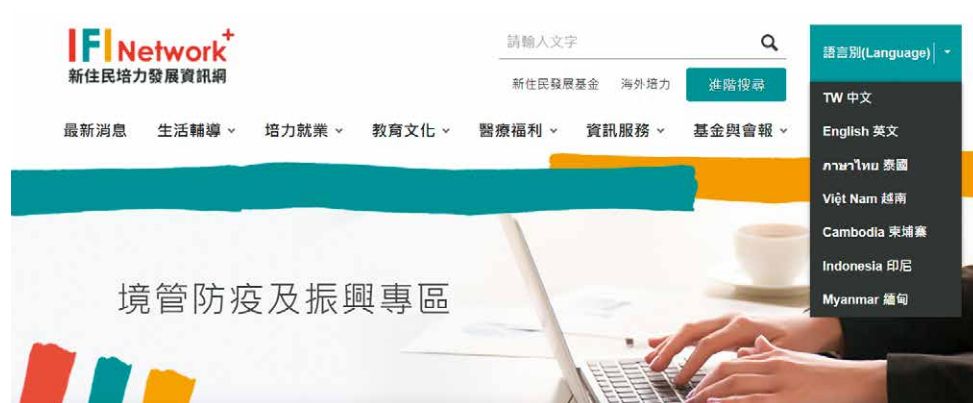 IFI Network+
新住民培力發展資訊網
請輸入文字
新住民發展基金 海外培力 進階搜尋
語言別(Language)
最新消息 生活輔導 培力就業 教育文化 醫療福利 資訊服務 基金與會報
TW 中文
English 英文
ภาษาไทย 泰國
Việt Nam 越南
Cambodia 柬埔寨
Indonesia 印尼
Myanmar 緬甸
境管防疫及振興專區